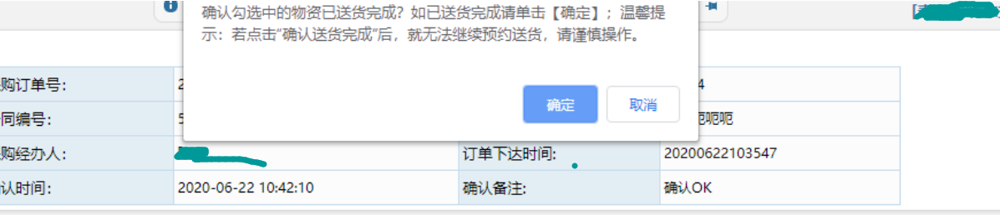 确认勾选中的物资已送货完成？如已送货完成请单击【确定】；温馨提
示：若点击“确认送货完成”后，就无法继续预约送货，请谨慎操作。
确定 取消
购订单号： 2 4
同编号： 5 呃呃
购经办人： 订单下达时间： 20200622103547
认时间： 2020-06-22 10:42:10 确认备注： 确认OK